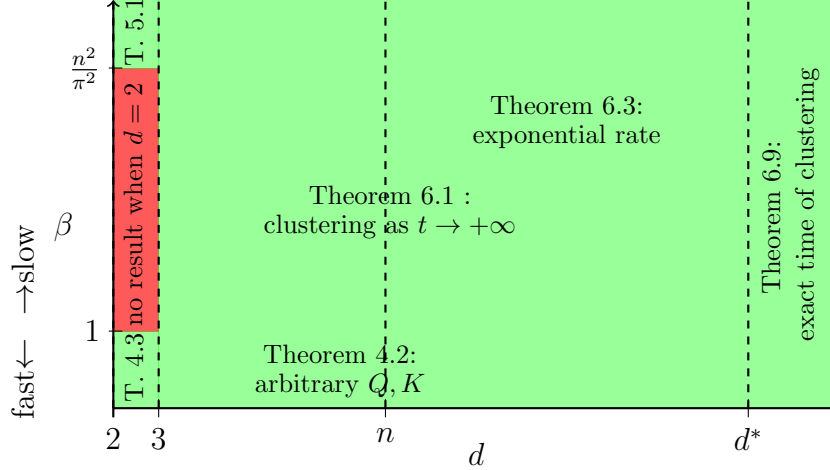 T. 5.1
n²/π²
no result when d = 2
T. 4.3
Theorem 6.3:
exponential rate
Theorem 6.1 :
clustering as t → +∞
Theorem 6.9:
exact time of clustering
β
→slow
fast←
1
Theorem 4.2:
arbitrary Q, K
2
3
n
d
d*